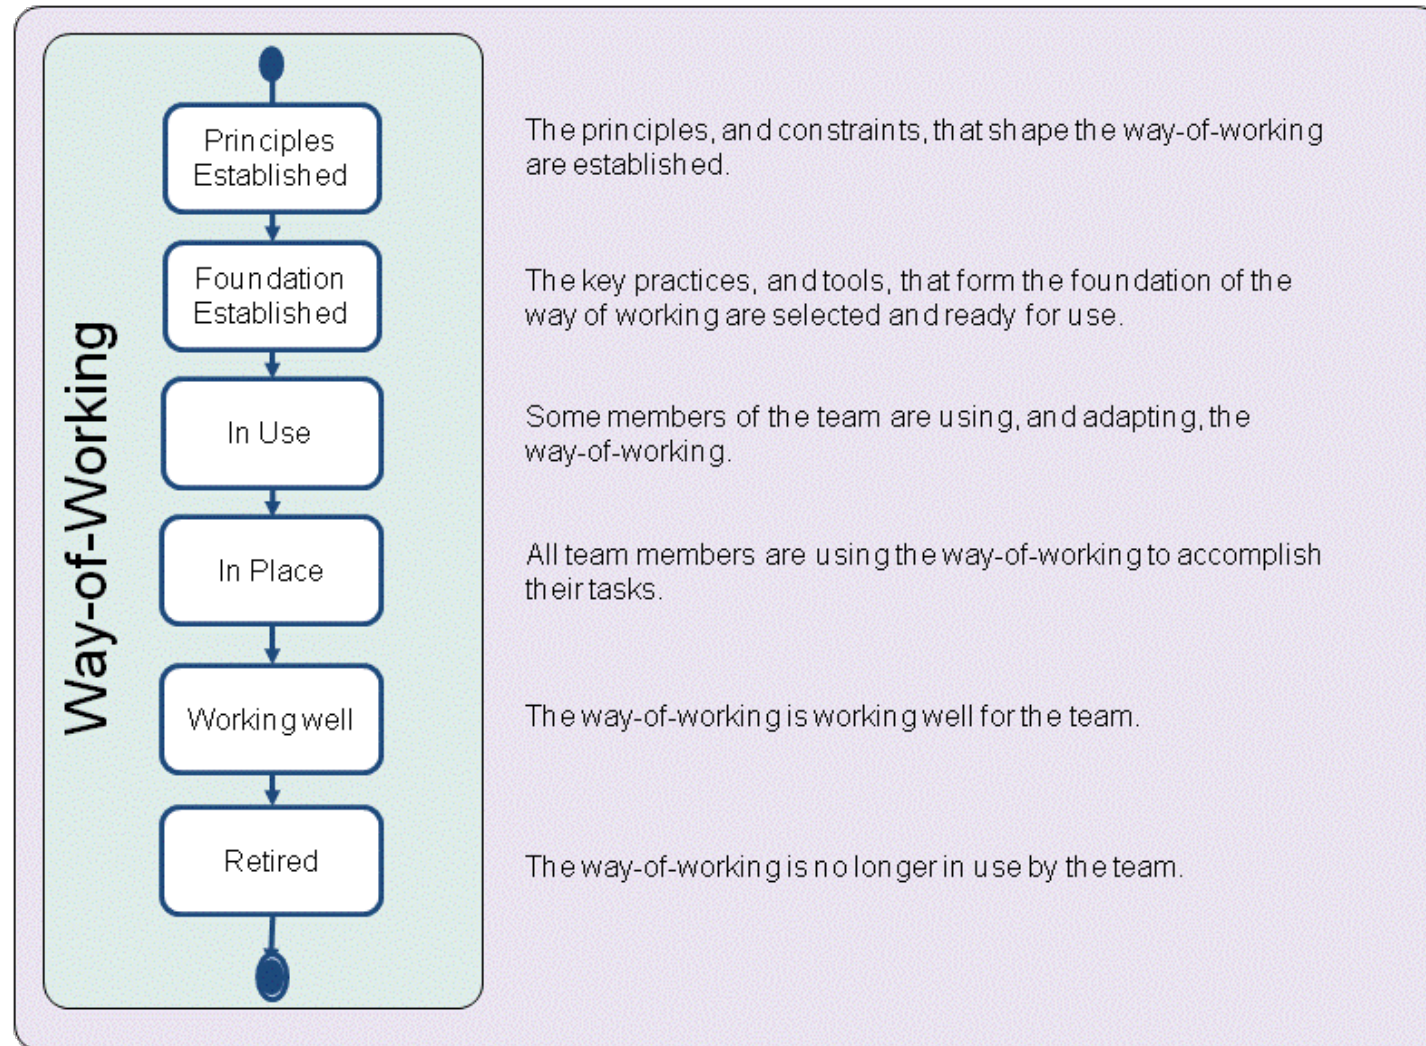 Way-of-Working
Principles
Established
The principles, and constraints, that shape the way-of-working
are established.
Foundation
Established
The key practices, and tools, that form the foundation of the
way of working are selected and ready for use.
In Use
Some members of the team are using, and adapting, the
way-of-working.
In Place
All team members are using the way-of-working to accomplish
their tasks.
Working well
The way-of-working is working well for the team.
Retired
The way-of-working is no longer in use by the team.